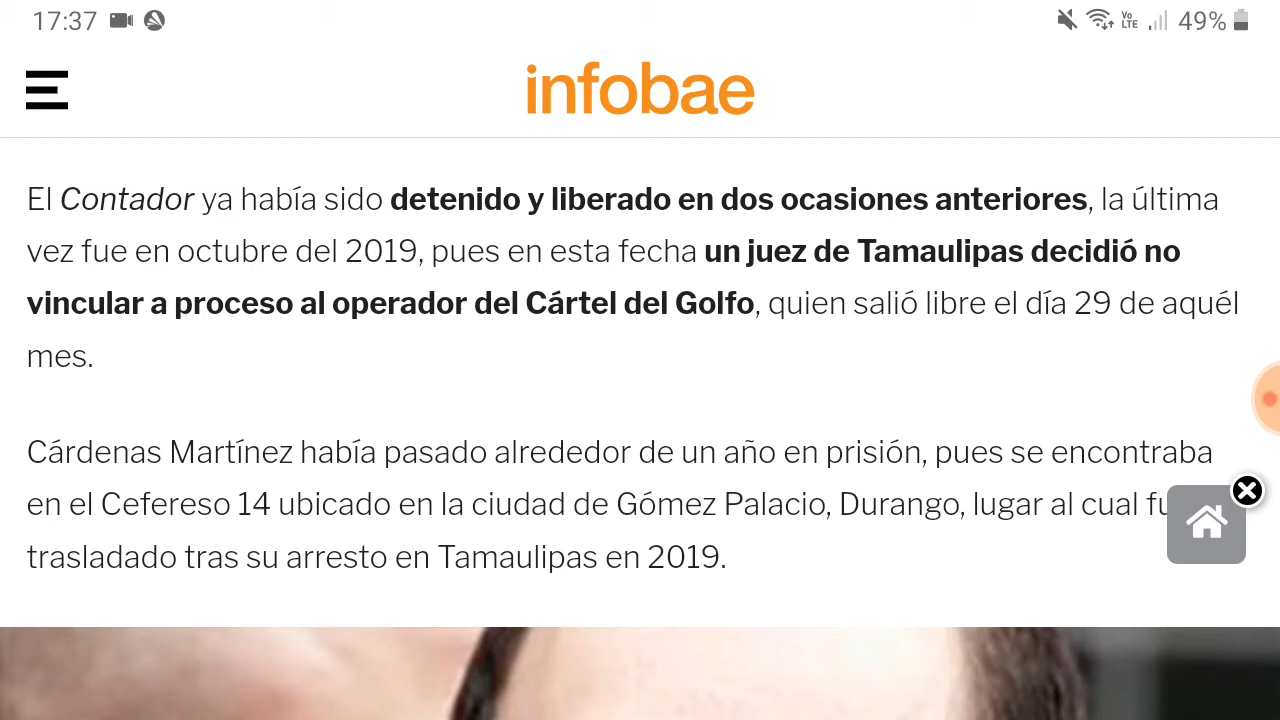 17:37
Vo LTE 49%
infobae
El Contador ya había sido detenido y liberado en dos ocasiones anteriores, la última
vez fue en octubre del 2019, pues en esta fecha un juez de Tamaulipas decidió no
vincular a proceso al operador del Cártel del Golfo, quien salió libre el día 29 de aquél
mes.
Cárdenas Martínez había pasado alrededor de un año en prisión, pues se encontraba
en el Cefereso 14 ubicado en la ciudad de Gómez Palacio, Durango, lugar al cual fu
trasladado tras su arresto en Tamaulipas en 2019.